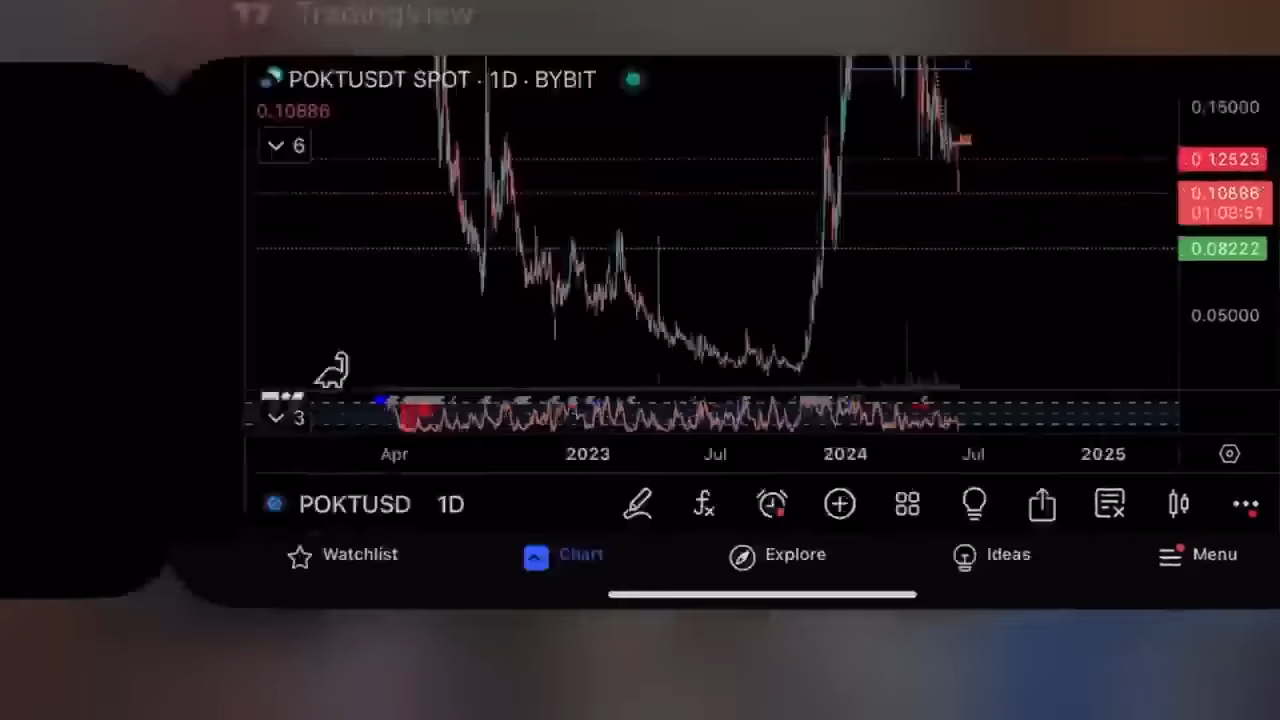 TradingView
POKTUSDT SPOT · 1D · BYBIT
0.10886
6
0.15000
0.12523
0.10886
01:08:51
0.08222
0.05000
3
Apr 2023 Jul 2024 Jul 2025
POKTUSD 1D
Watchlist Chart Explore Ideas Menu